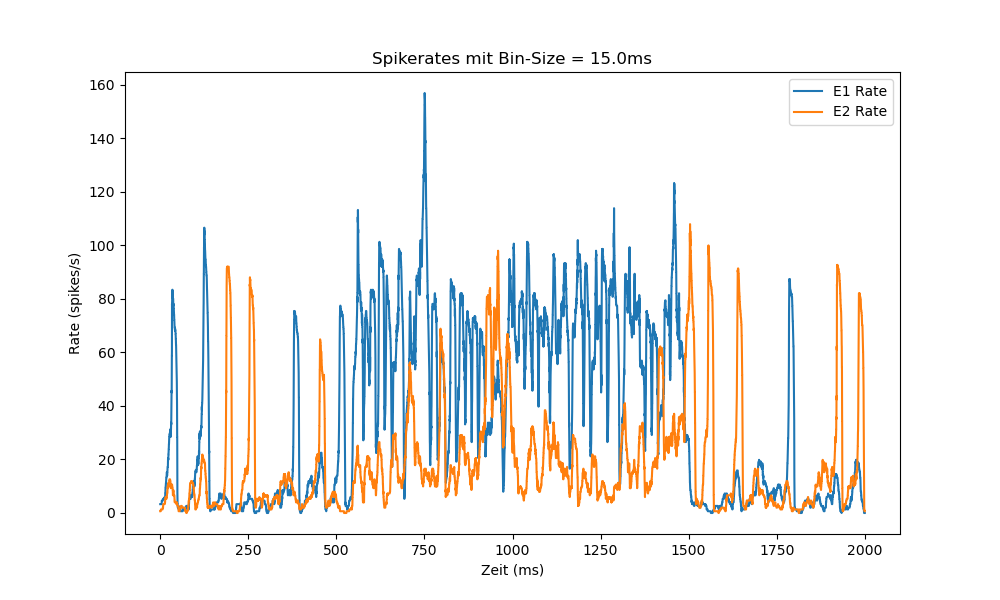 Spikerates mit Bin-Size = 15.0ms
E1 Rate
E2 Rate
160
140
120
100
80
60
40
20
0
Rate (spikes/s)
0 250 500 750 1000 1250 1500 1750 2000
Zeit (ms)